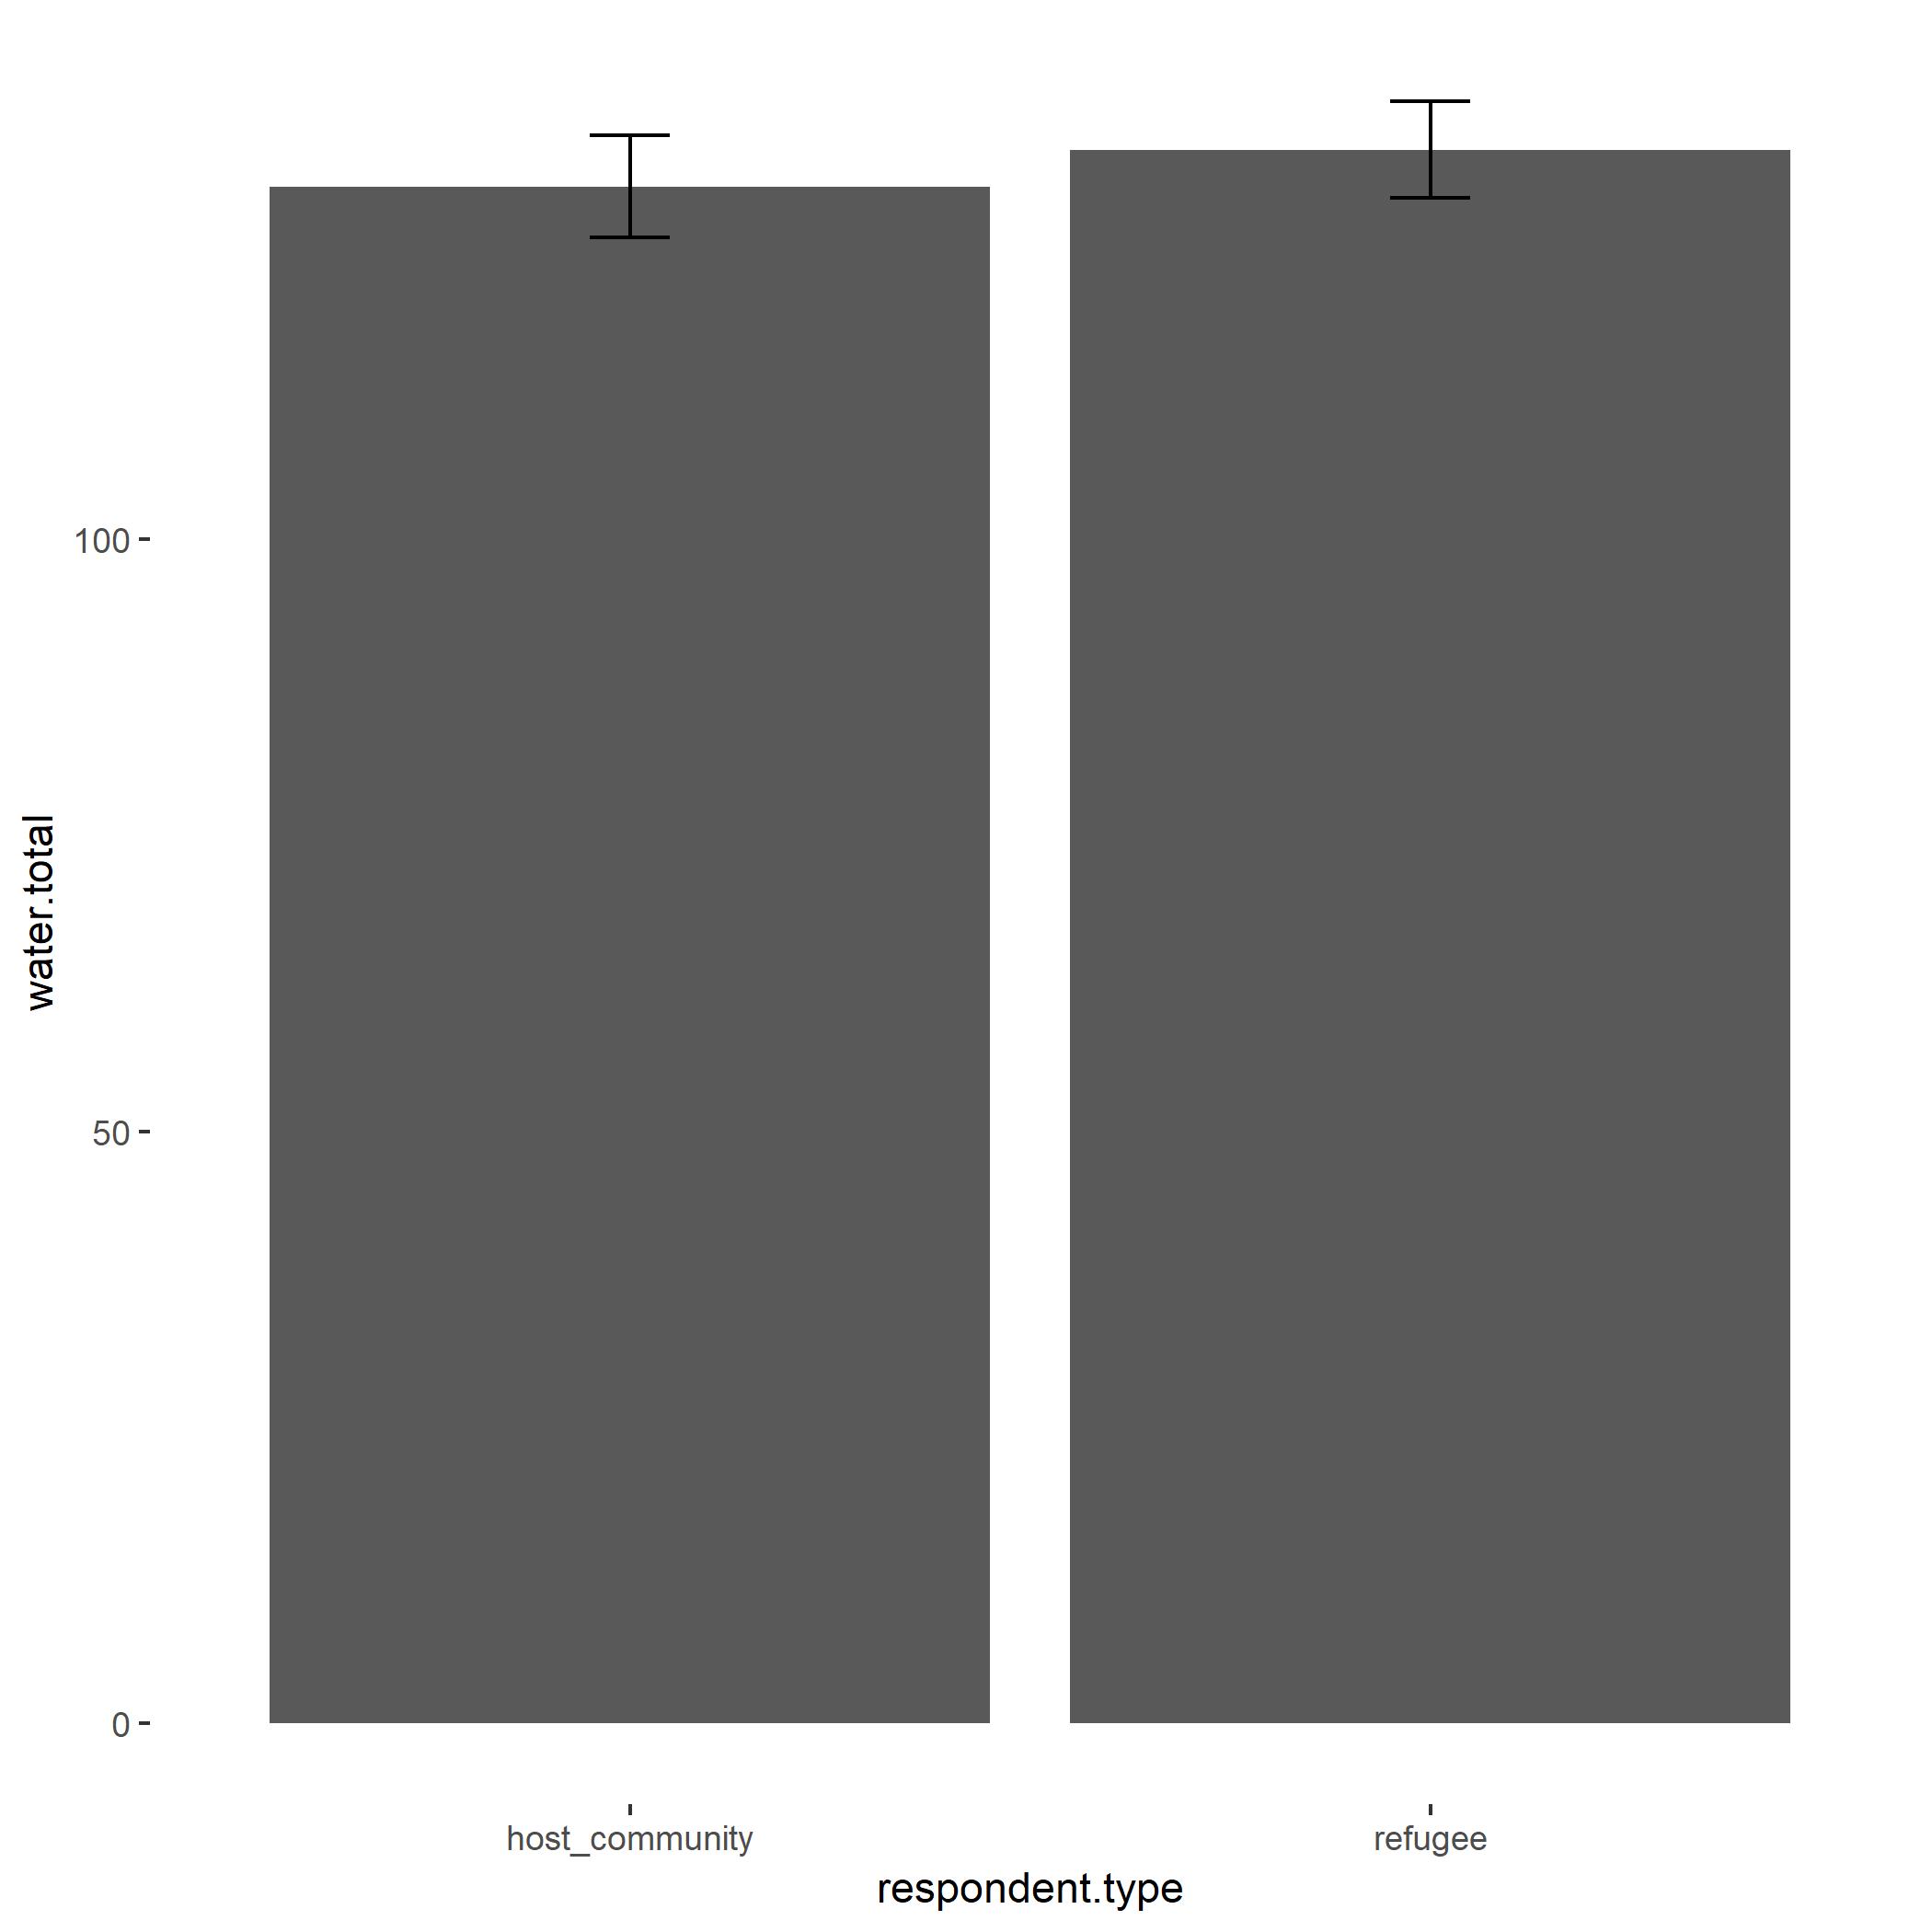 water.total
100
50
0
host_community
refugee
respondent.type